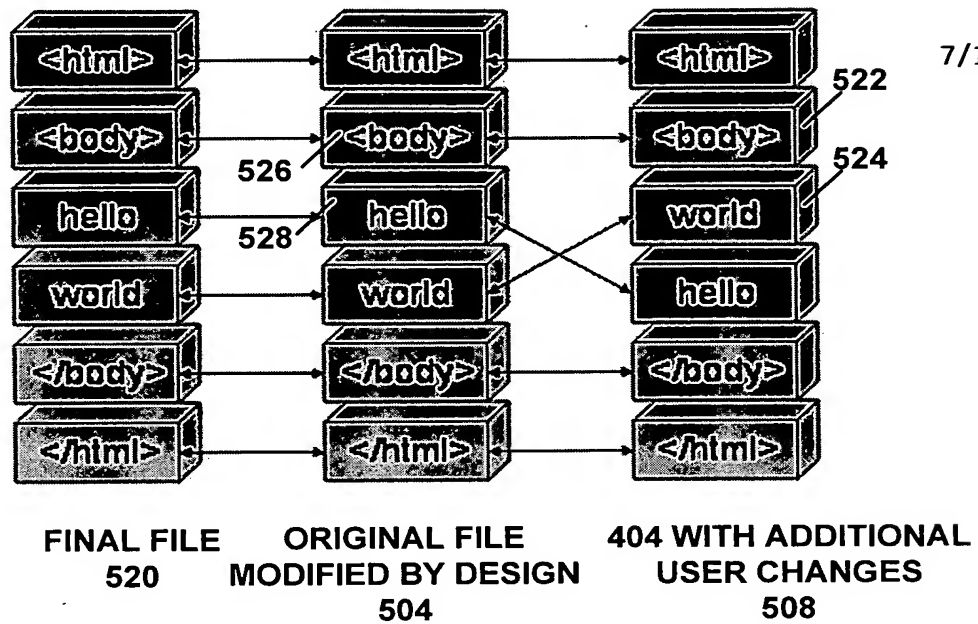 <html> <html> <html>
7/1
522
<body> <body> <body>
526
524
hello hello world
528
world world hello
</body> </body> </body>
</html> </html> </html>
FINAL FILE
520
ORIGINAL FILE
MODIFIED BY DESIGN
504
404 WITH ADDITIONAL
USER CHANGES
508